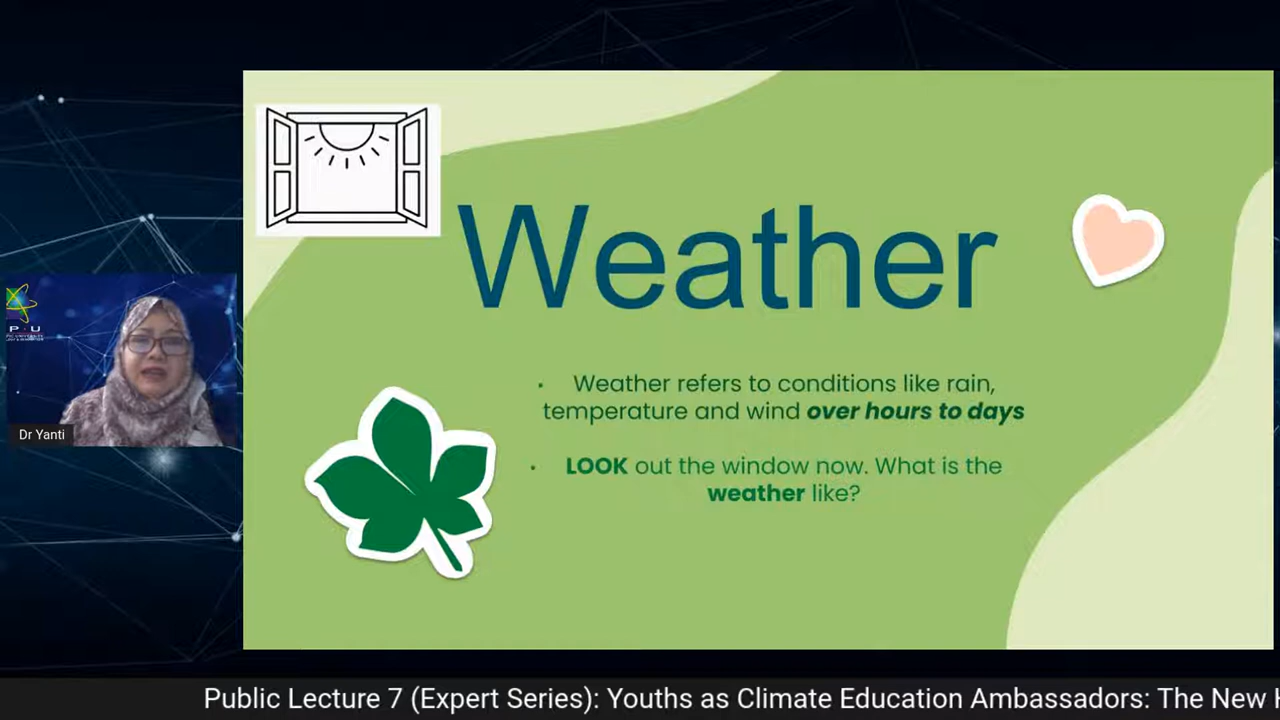 Weather
• Weather refers to conditions like rain,
temperature and wind over hours to days
• LOOK out the window now. What is the
weather like?
P U
Dr Yanti
Public Lecture 7 (Expert Series): Youths as Climate Education Ambassadors: The New